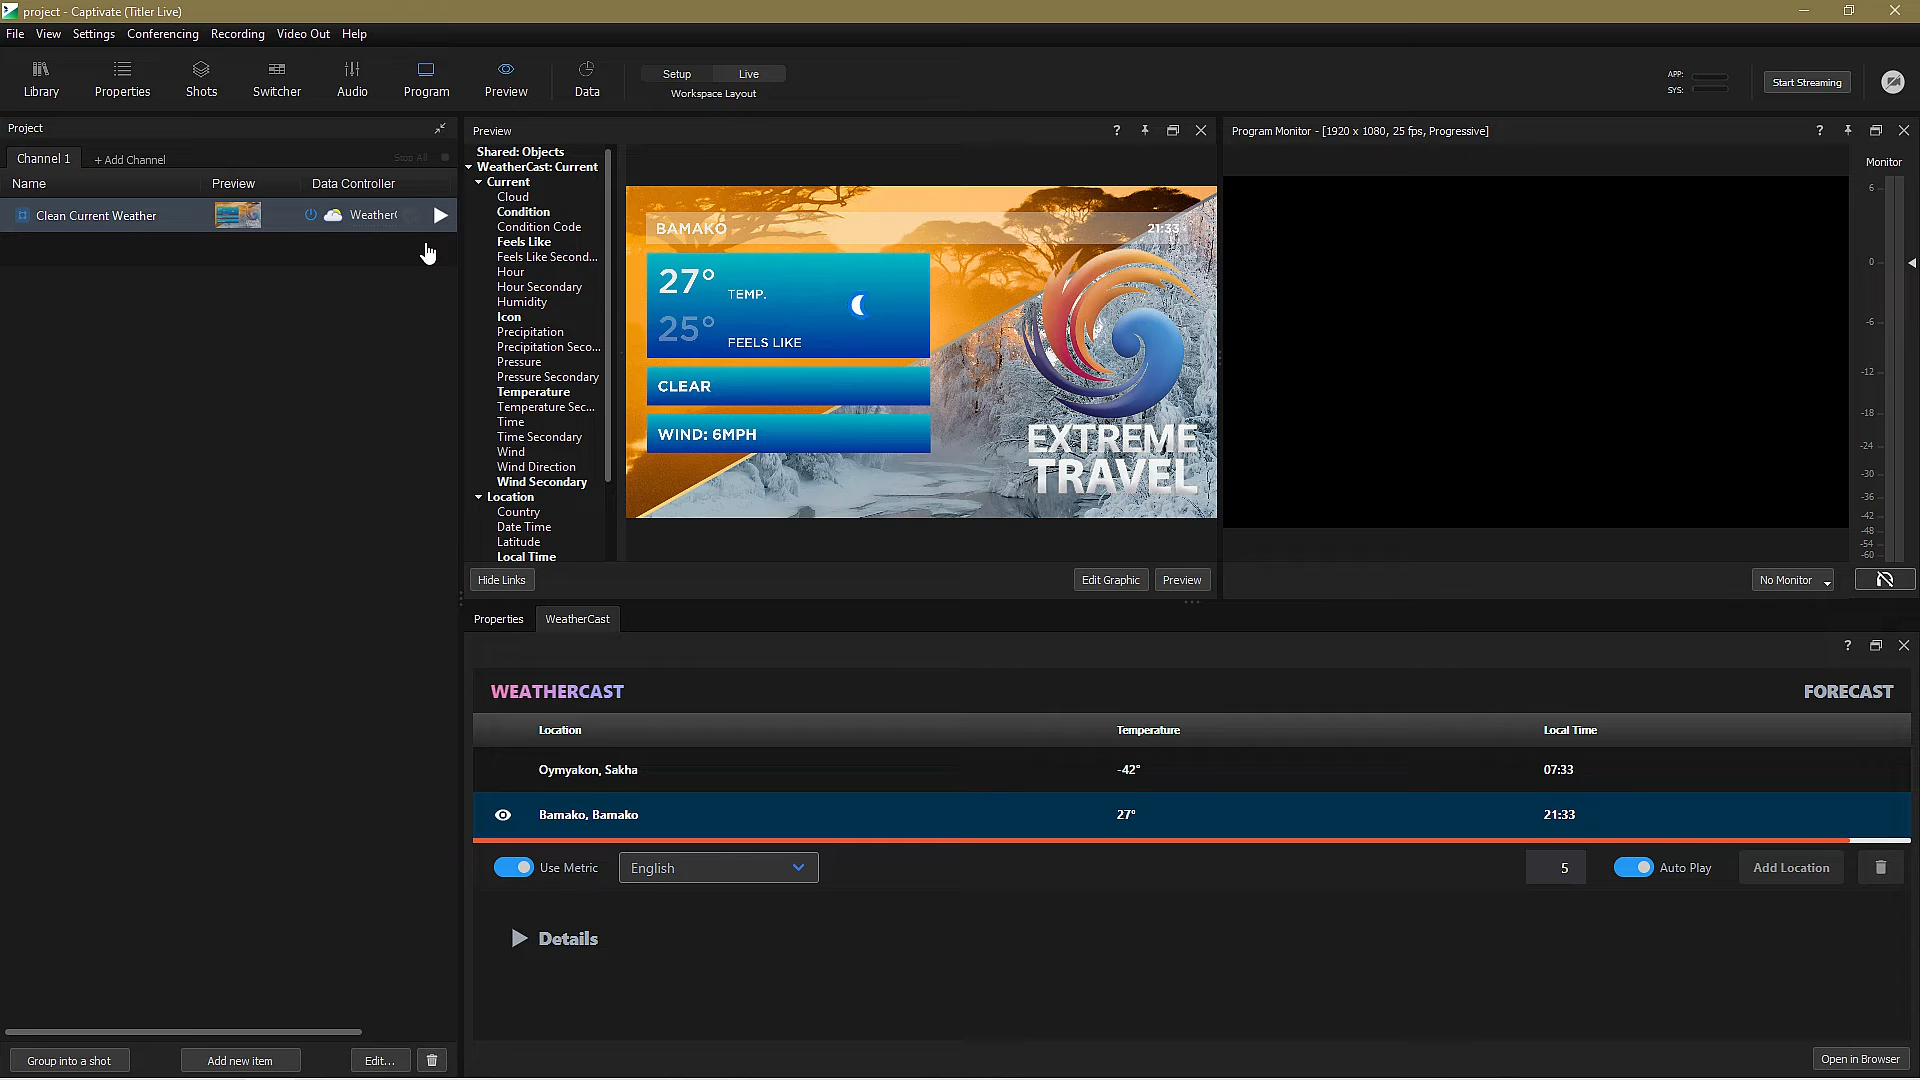 project - Captivate (Titler Live)
File View Settings Conferencing Recording Video Out Help
Library Properties Shots Switcher Audio Program Preview Data
Setup Live
Workspace Layout
APP:
SYS:
Start Streaming
Project
Channel 1 + Add Channel Stop All
Name Preview Data Controller
Clean Current Weather
Preview
Shared: Objects
WeatherCast: Current
Current
Cloud
Condition
Condition Code
Feels Like
Feels Like Second...
Hour
Hour Secondary
Humidity
Icon
Precipitation
Precipitation Seco...
Pressure
Pressure Secondary
Temperature
Temperature Sec...
Time
Time Secondary
Wind
Wind Direction
Wind Secondary
Location
Country
Date Time
Latitude
Local Time
BAMAKO 21:33
27° TEMP.
25° FEELS LIKE
CLEAR
WIND: 6MPH
EXTREME
TRAVEL
Hide Links Edit Graphic Preview
Program Monitor - [1920 x 1080, 25 fps, Progressive]
Monitor
6
0
-6
-12
-18
-24
-30
-36
-42
-48
-54
-60
No Monitor
Properties WeatherCast
WEATHERCAST FORECAST
Location Temperature Local Time
Oymyakon, Sakha -42° 07:33
Bamako, Bamako 27° 21:33
Use Metric English 5 Auto Play Add Location
Details
Group into a shot Add new item Edit...
Open in Browser